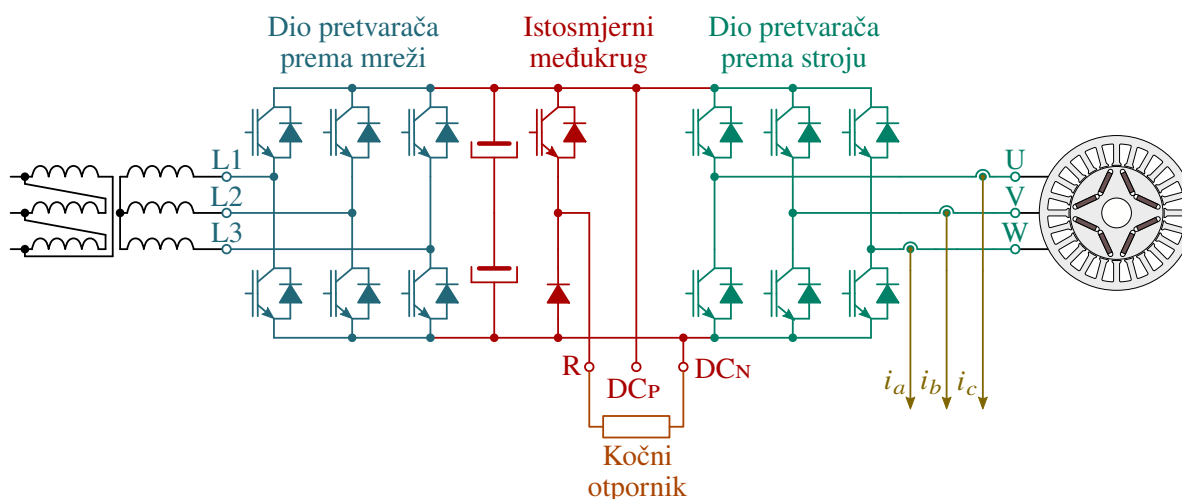 Dio pretvarača
prema mreži
Istosmjerni
međukrug
Dio pretvarača
prema stroju
L1
L2
L3
U
V
W
R
DCP
DCN
ia
ib
ic
Kočni
otpornik